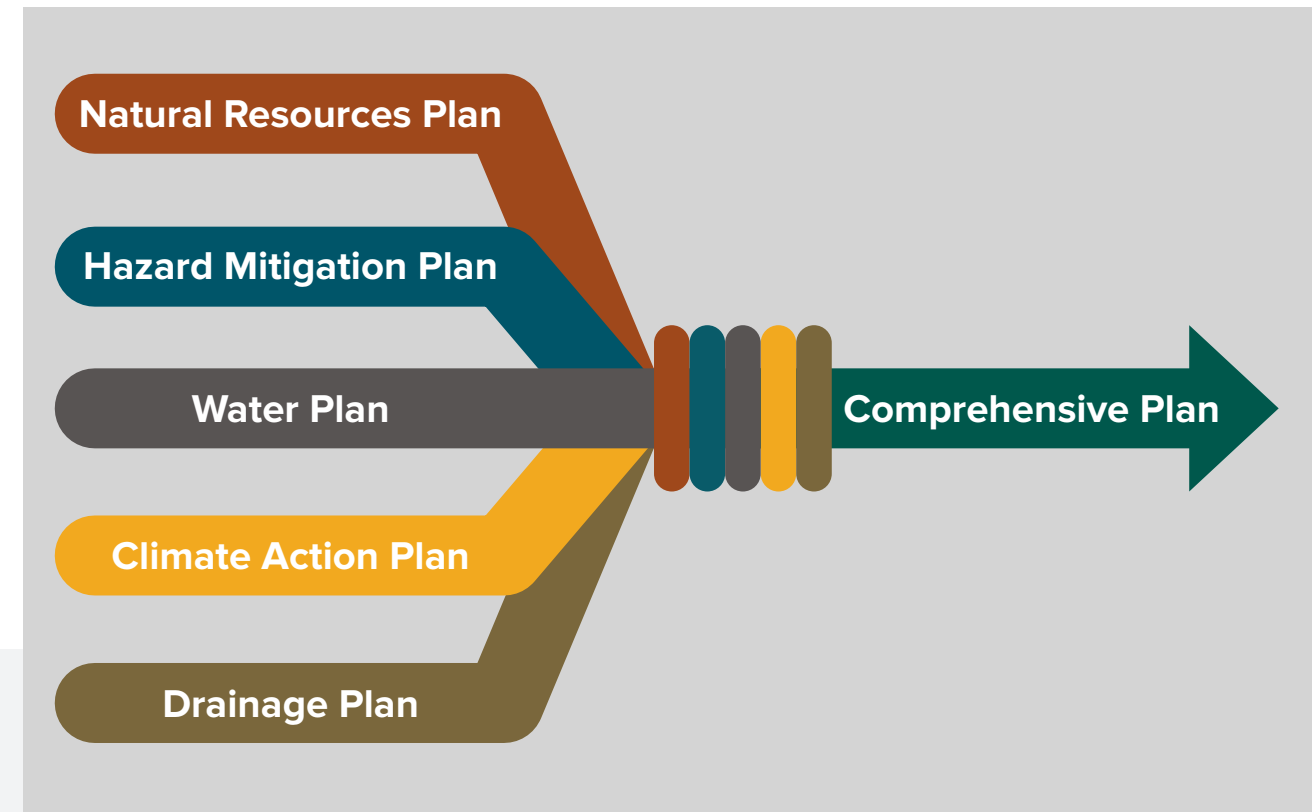 Natural Resources Plan
Hazard Mitigation Plan
Water Plan
Comprehensive Plan
Climate Action Plan
Drainage Plan